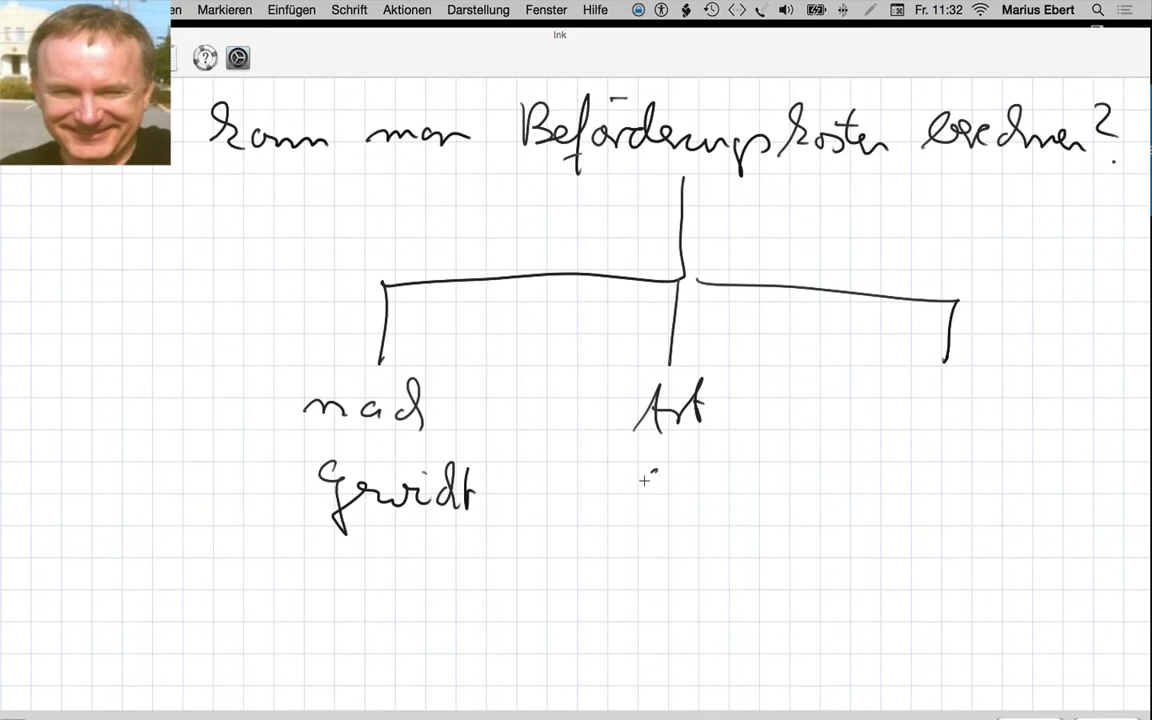 en Markieren Einfügen Schrift Aktionen Darstellung Fenster Hilfe Fr. 11:32 Marius Ebert
Ink
?
kann man Beförderungskosten berechnen?
nach Art
Gewicht